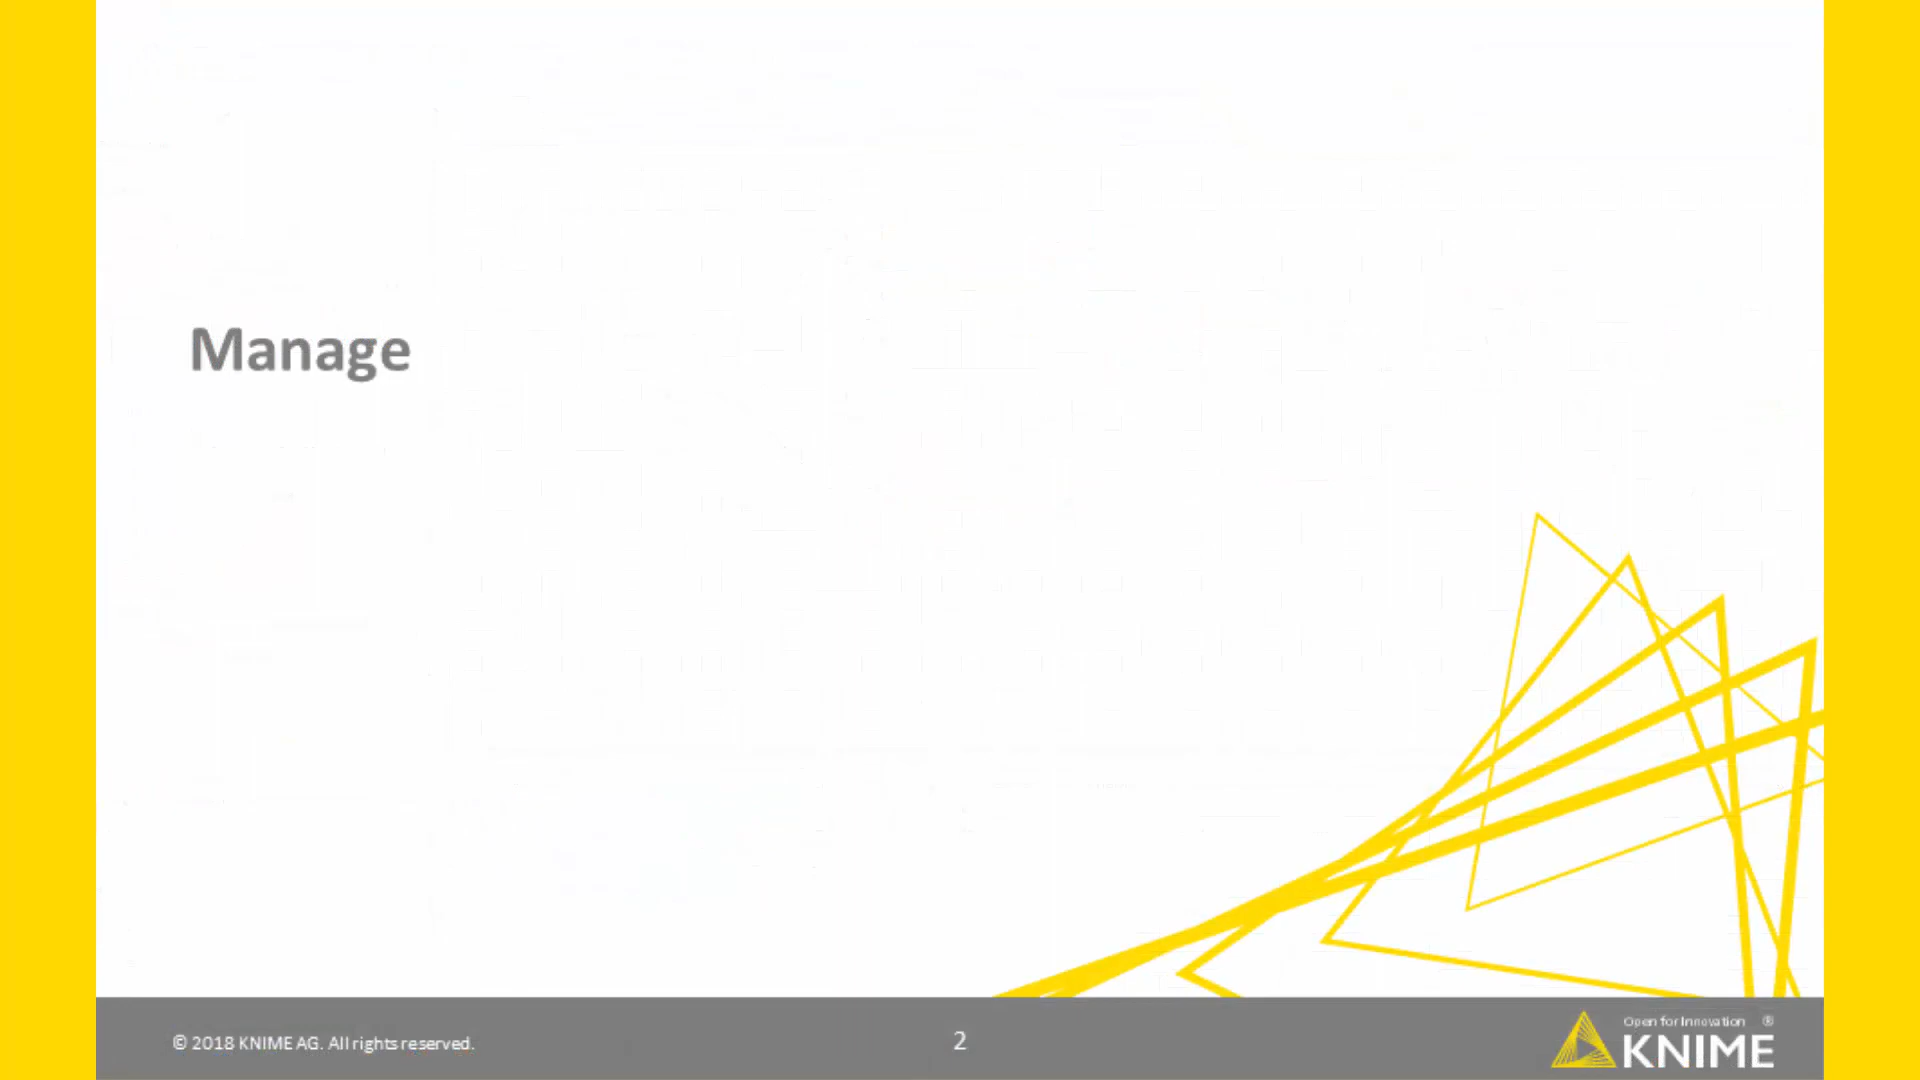 Manage
© 2018 KNIME AG. All rights reserved.
2
Open for Innovation ®
KNIME